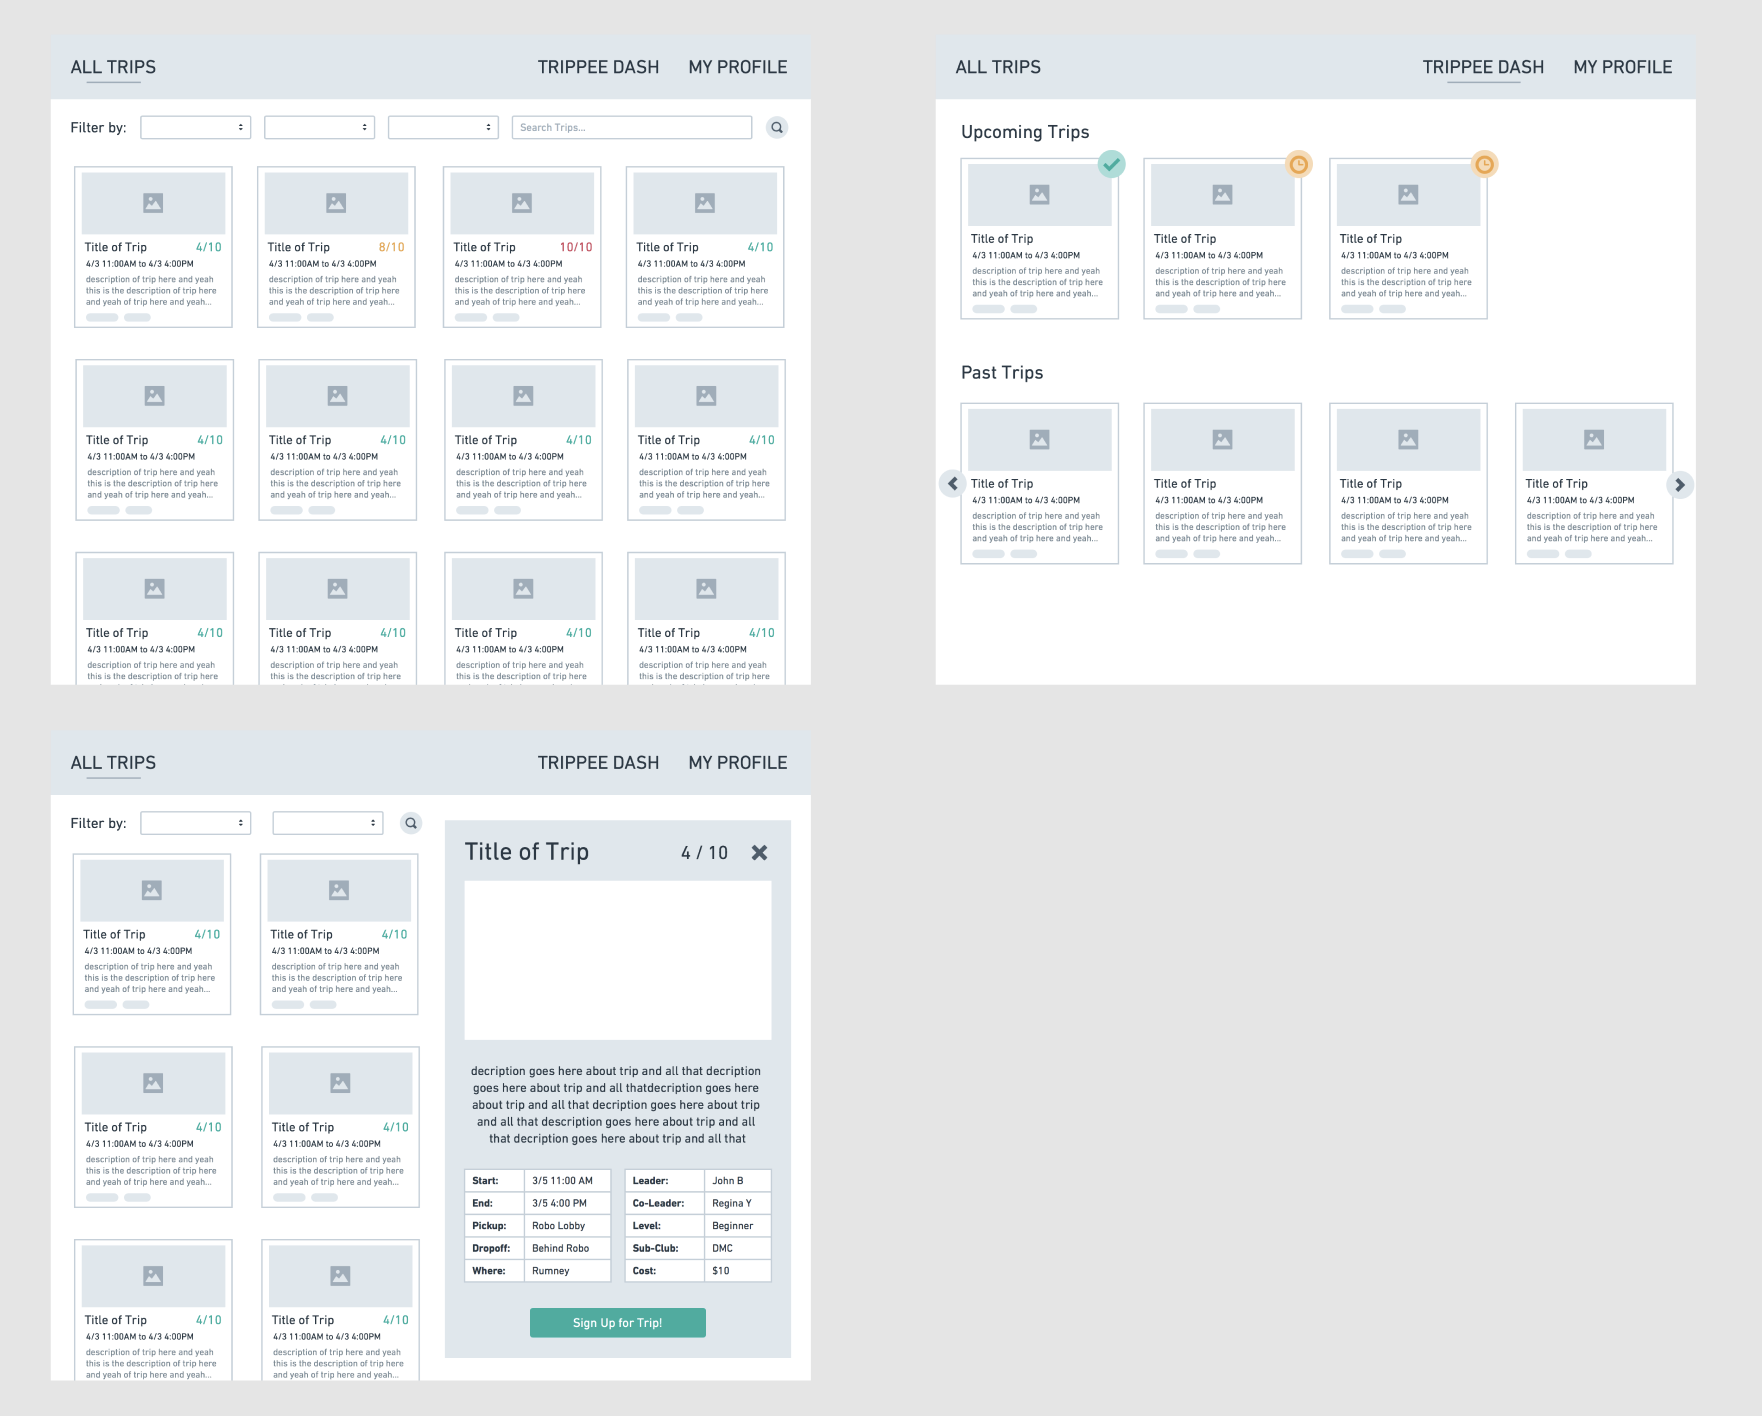 ALL TRIPS TRIPPEE DASH MY PROFILE
Filter by: Search Trips...
Title of Trip 4/10
4/3 11:00AM to 4/3 4:00PM
description of trip here and yeah
this is the description of trip here
and yeah of trip here and yeah...
Title of Trip 8/10
4/3 11:00AM to 4/3 4:00PM
description of trip here and yeah
this is the description of trip here
and yeah of trip here and yeah...
Title of Trip 10/10
4/3 11:00AM to 4/3 4:00PM
description of trip here and yeah
this is the description of trip here
and yeah of trip here and yeah...
Title of Trip 4/10
4/3 11:00AM to 4/3 4:00PM
description of trip here and yeah
this is the description of trip here
and yeah of trip here and yeah...
Title of Trip 4/10
4/3 11:00AM to 4/3 4:00PM
description of trip here and yeah
this is the description of trip here
and yeah of trip here and yeah...
Title of Trip 4/10
4/3 11:00AM to 4/3 4:00PM
description of trip here and yeah
this is the description of trip here
and yeah of trip here and yeah...
Title of Trip 4/10
4/3 11:00AM to 4/3 4:00PM
description of trip here and yeah
this is the description of trip here
and yeah of trip here and yeah...
Title of Trip 4/10
4/3 11:00AM to 4/3 4:00PM
description of trip here and yeah
this is the description of trip here
and yeah of trip here and yeah...
Title of Trip 4/10
4/3 11:00AM to 4/3 4:00PM
description of trip here and yeah
this is the description of trip here
Title of Trip 4/10
4/3 11:00AM to 4/3 4:00PM
description of trip here and yeah
this is the description of trip here
Title of Trip 4/10
4/3 11:00AM to 4/3 4:00PM
description of trip here and yeah
this is the description of trip here
Title of Trip 4/10
4/3 11:00AM to 4/3 4:00PM
description of trip here and yeah
this is the description of trip here
ALL TRIPS TRIPPEE DASH MY PROFILE
Upcoming Trips
Title of Trip
4/3 11:00AM to 4/3 4:00PM
description of trip here and yeah
this is the description of trip here
and yeah of trip here and yeah...
Title of Trip
4/3 11:00AM to 4/3 4:00PM
description of trip here and yeah
this is the description of trip here
and yeah of trip here and yeah...
Title of Trip
4/3 11:00AM to 4/3 4:00PM
description of trip here and yeah
this is the description of trip here
and yeah of trip here and yeah...
Past Trips
Title of Trip
4/3 11:00AM to 4/3 4:00PM
description of trip here and yeah
this is the description of trip here
and yeah of trip here and yeah...
Title of Trip
4/3 11:00AM to 4/3 4:00PM
description of trip here and yeah
this is the description of trip here
and yeah of trip here and yeah...
Title of Trip
4/3 11:00AM to 4/3 4:00PM
description of trip here and yeah
this is the description of trip here
and yeah of trip here and yeah...
Title of Trip
4/3 11:00AM to 4/3 4:00PM
description of trip here and yeah
this is the description of trip here
and yeah of trip here and yeah...
ALL TRIPS TRIPPEE DASH MY PROFILE
Filter by:
Title of Trip 4/10
4/3 11:00AM to 4/3 4:00PM
description of trip here and yeah
this is the description of trip here
and yeah of trip here and yeah...
Title of Trip 4/10
4/3 11:00AM to 4/3 4:00PM
description of trip here and yeah
this is the description of trip here
and yeah of trip here and yeah...
Title of Trip 4/10
4/3 11:00AM to 4/3 4:00PM
description of trip here and yeah
this is the description of trip here
and yeah of trip here and yeah...
Title of Trip 4/10
4/3 11:00AM to 4/3 4:00PM
description of trip here and yeah
this is the description of trip here
and yeah of trip here and yeah...
Title of Trip 4/10
4/3 11:00AM to 4/3 4:00PM
description of trip here and yeah
this is the description of trip here
and yeah of trip here and yeah...
Title of Trip 4/10
4/3 11:00AM to 4/3 4:00PM
description of trip here and yeah
this is the description of trip here
and yeah of trip here and yeah...
Title of Trip 4 / 10
decription goes here about trip and all that decription
goes here about trip and all thatdecription goes here
about trip and all that decription goes here about trip
and all that description goes here about trip and all
that decription goes here about trip and all that
Start: 3/5 11:00 AM
End: 3/5 4:00 PM
Pickup: Robo Lobby
Dropoff: Behind Robo
Where: Rumney
Leader: John B
Co-Leader: Regina Y
Level: Beginner
Sub-Club: DMC
Cost: $10
Sign Up for Trip!